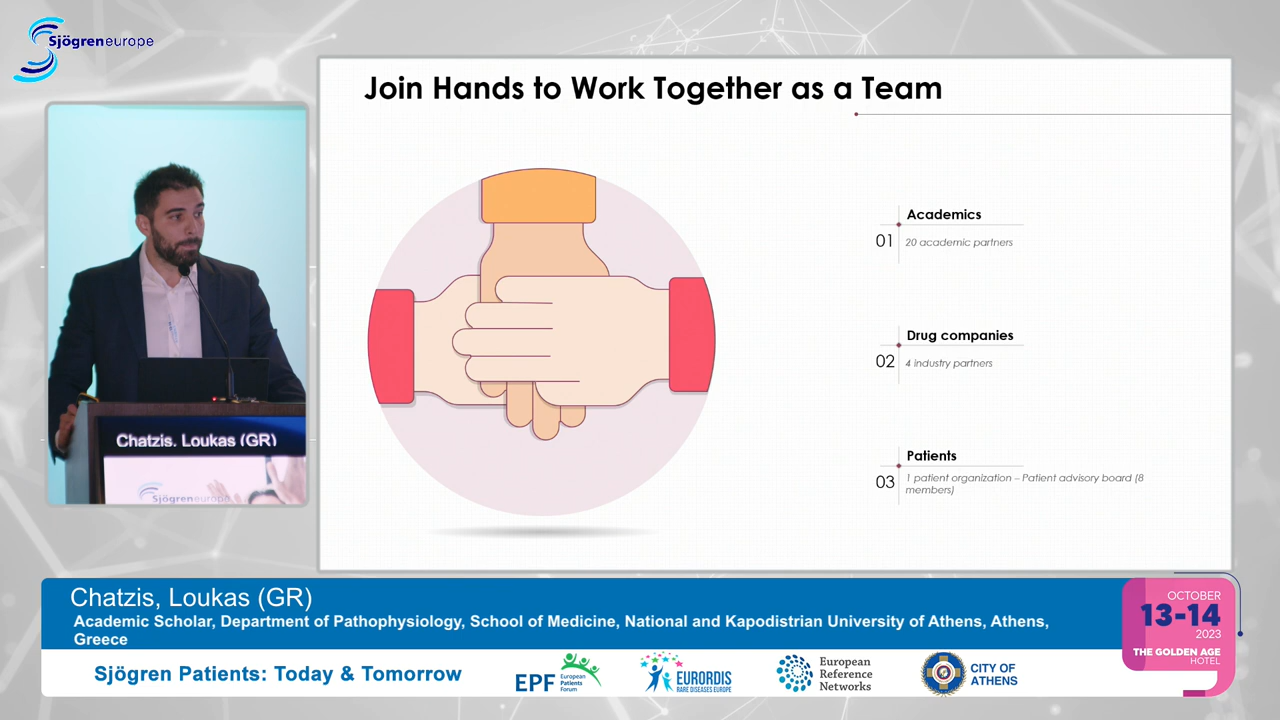 Sjögreneurope
Join Hands to Work Together as a Team
01
Academics
20 academic partners
02
Drug companies
4 industry partners
03
Patients
1 patient organization – Patient advisory board (8
members)
Chatzis, Loukas (GR)
Sjögreneurope
Chatzis, Loukas (GR)
Academic Scholar, Department of Pathophysiology, School of Medicine, National and Kapodistrian University of Athens, Athens,
Greece
OCTOBER
13-14
2023
THE GOLDEN AGE
HOTEL
Sjögren Patients: Today & Tomorrow
EPF European
Patients
Forum
EURORDIS
RARE DISEASES EUROPE
European
Reference
Networks
CITY OF
ATHENS